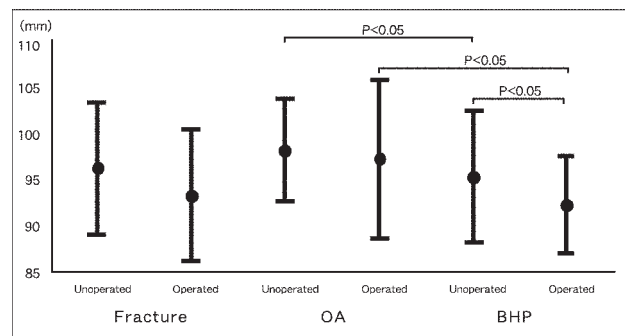 (mm)
110
P<0.05
105
P<0.05
P<0.05
100
95
90
85
Unoperated Operated Unoperated Operated Unoperated Operated
Fracture OA BHP